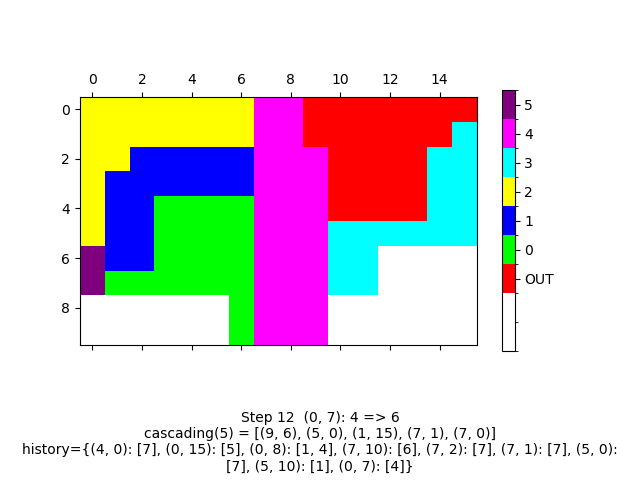 0 2 4 6 8 10 12 14
0
2
4
6
8
5
4
3
2
1
0
OUT
Step 12  (0, 7): 4 => 6
cascading(5) = [(9, 6), (5, 0), (1, 15), (7, 1), (7, 0)]
history={(4, 0): [7], (0, 15): [5], (0, 8): [1, 4], (7, 10): [6], (7, 2): [7], (7, 1): [7], (5, 0):
[7], (5, 10): [1], (0, 7): [4]}